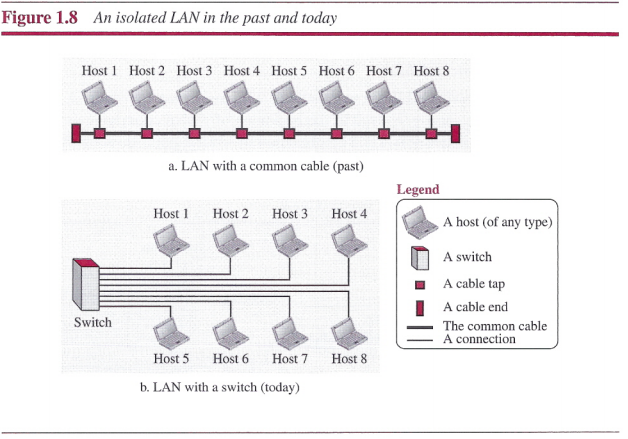 Figure 1.8 An isolated LAN in the past and today
Host 1 Host 2 Host 3 Host 4 Host 5 Host 6 Host 7 Host 8
a. LAN with a common cable (past)
Legend
A host (of any type)
A switch
A cable tap
A cable end
The common cable
A connection
Host 1 Host 2 Host 3 Host 4
Switch
Host 5 Host 6 Host 7 Host 8
b. LAN with a switch (today)